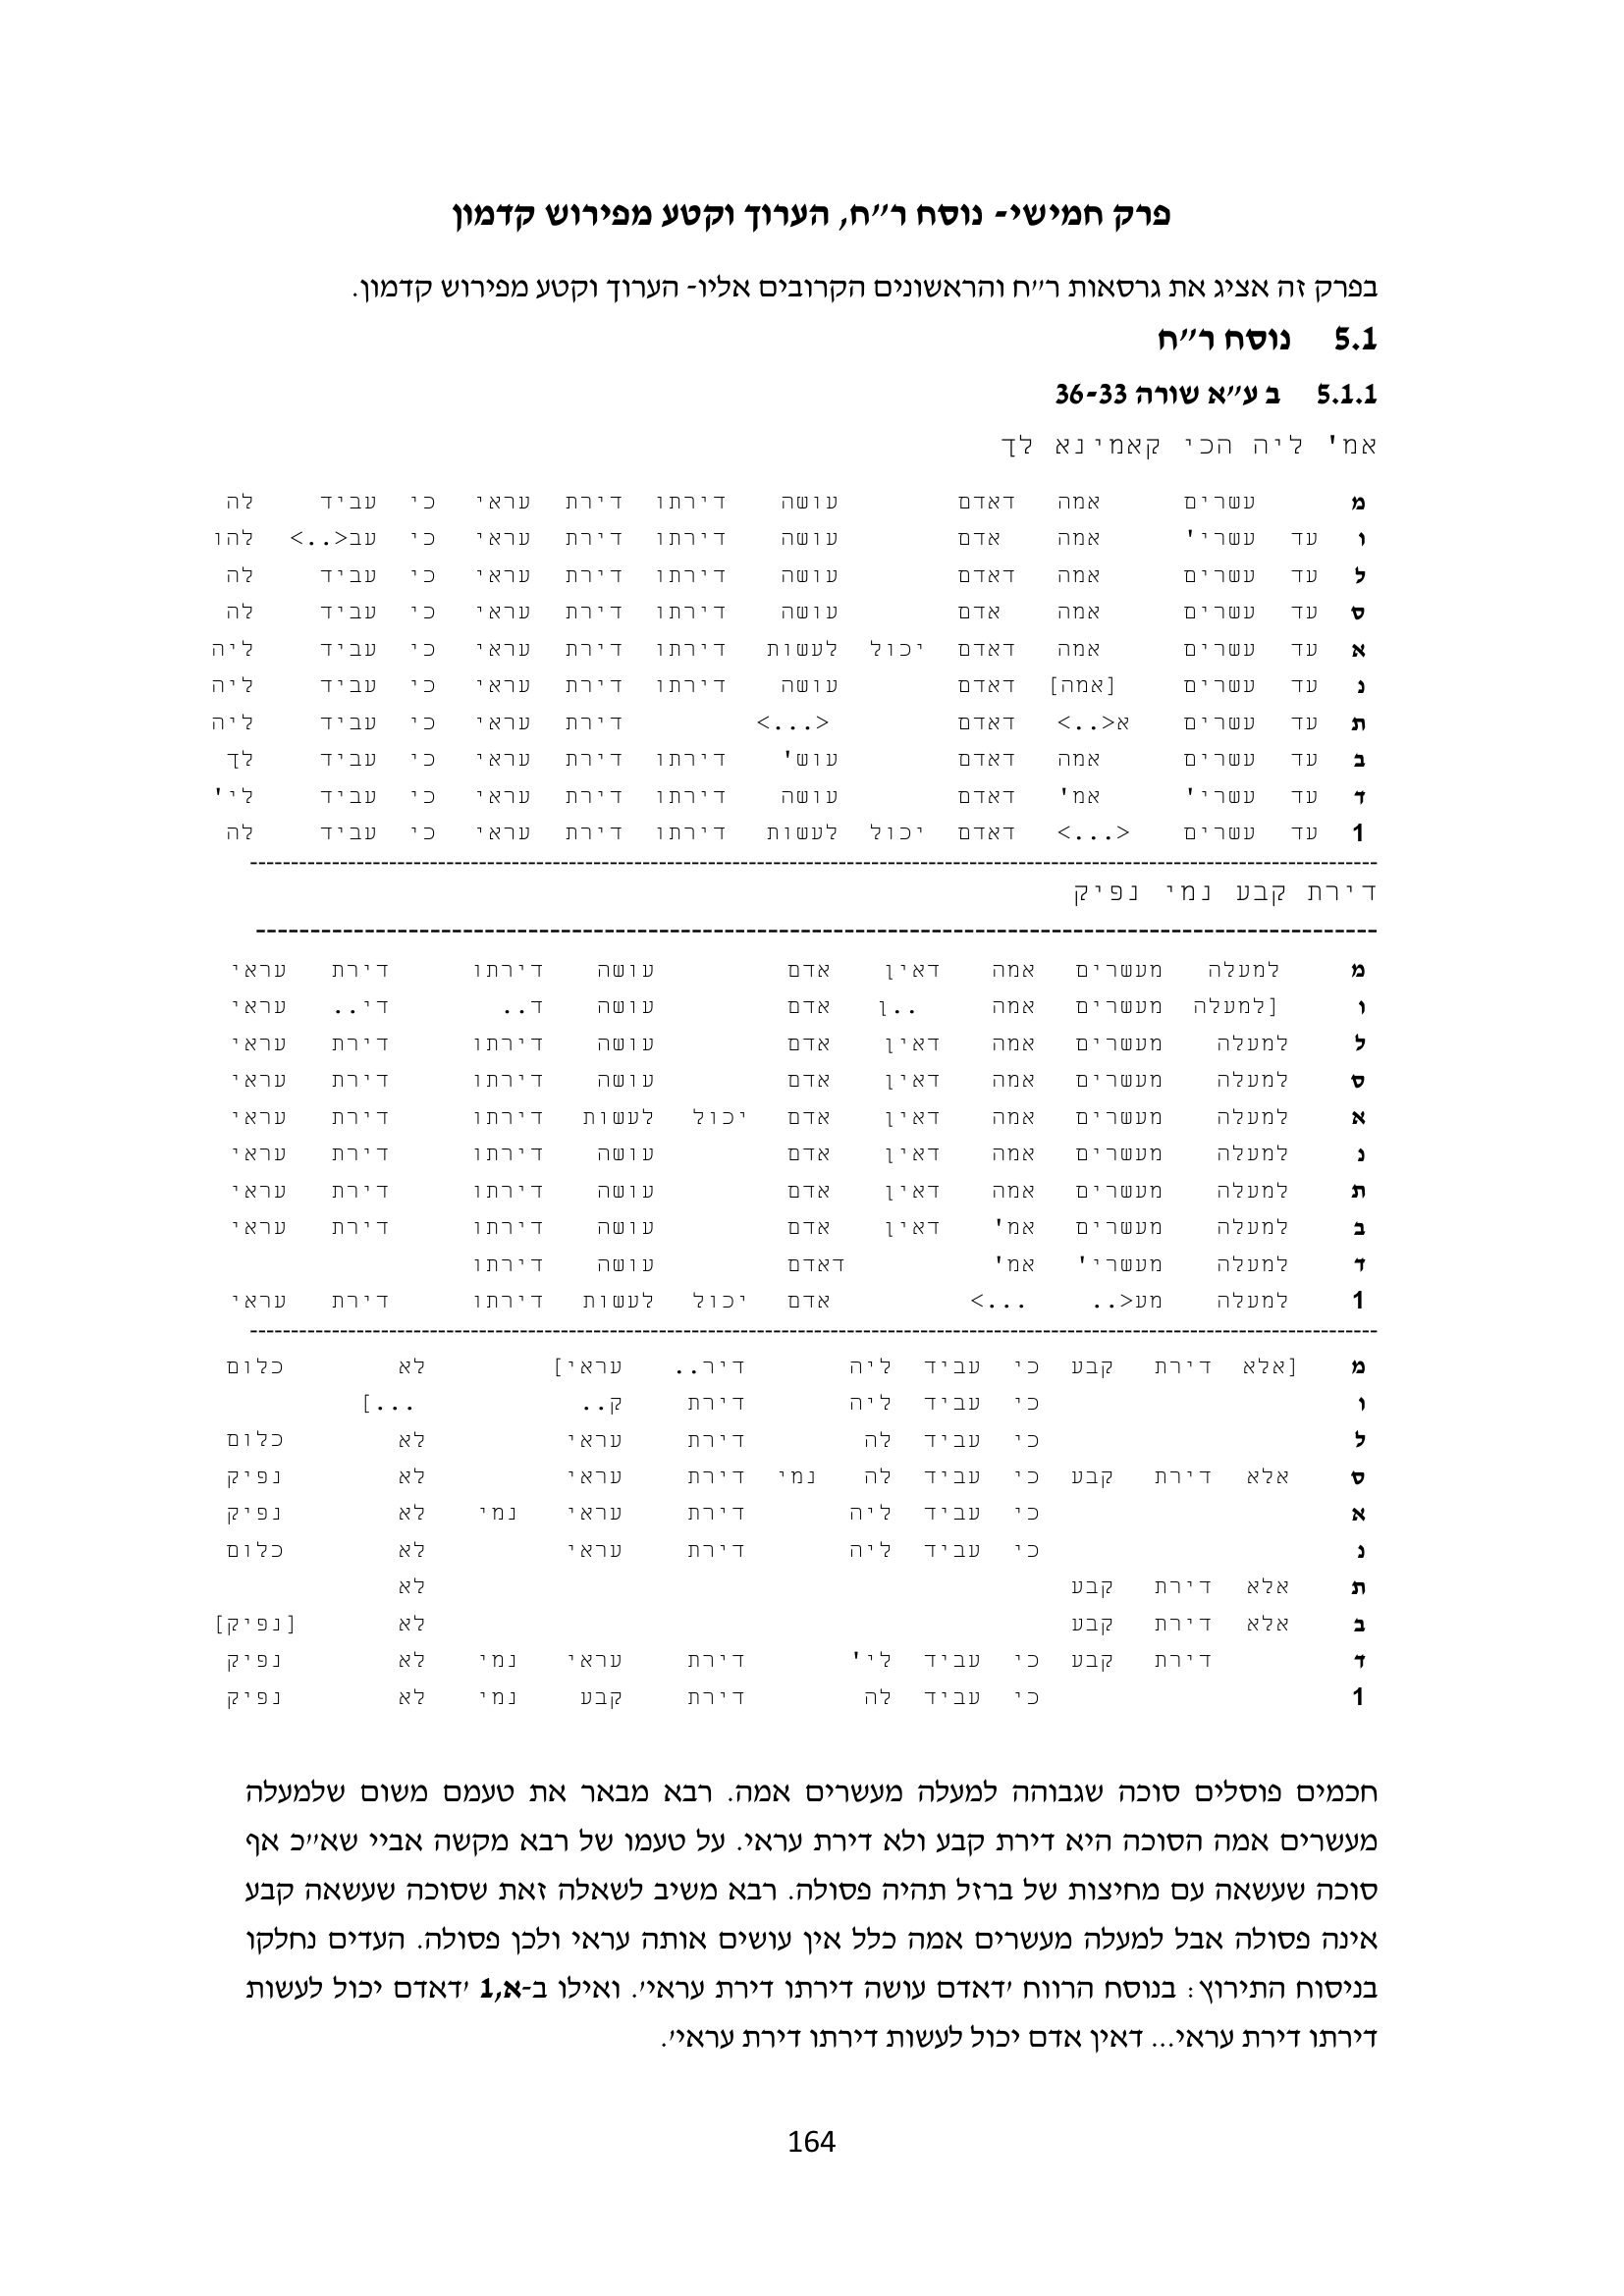 פרק חמישי- נוסח ר״ח, הערוך וקטע מפירוש קדמון
בפרק זה אציג את גרסאות ר״ח והראשונים הקרובים אליו- הערוך וקטע מפירוש קדמון.
5.1 נוסח ר״ח
5.1.1 ב ע״א שורה 36-33
אמ' ליה הכי קאמינא לך
מ עשרים אמה דאדם עושה דירתו דירת עראי כי עביד לה
ו עד עשרי' אמה אדם עושה דירתו דירת עראי כי עב<..> להו
ל עד עשרים אמה דאדם עושה דירתו דירת עראי כי עביד לה
ס עד עשרים אמה אדם עושה דירתו דירת עראי כי עביד לה
א עד עשרים אמה דאדם יכול לעשות דירתו דירת עראי כי עביד ליה
נ עד עשרים [אמה] דאדם עושה דירתו דירת עראי כי עביד ליה
ת עד עשרים א<..> דאדם <...> דירת עראי כי עביד ליה
ב עד עשרים אמה דאדם עוש' דירתו דירת עראי כי עביד לך
ד עד עשרי' אמ' דאדם עושה דירתו דירת עראי כי עביד לי'
1 עד עשרים <...> דאדם יכול לעשות דירתו דירת עראי כי עביד לה
דירת קבע נמי נפיק
מ למעלה מעשרים אמה דאין אדם עושה דירתו דירת עראי
ו [למעלה מעשרים אמה ..ן אדם עושה ד.. די.. עראי
ל למעלה מעשרים אמה דאין אדם עושה דירתו דירת עראי
ס למעלה מעשרים אמה דאין אדם עושה דירתו דירת עראי
א למעלה מעשרים אמה דאין אדם יכול לעשות דירתו דירת עראי
נ למעלה מעשרים אמה דאין אדם עושה דירתו דירת עראי
ת למעלה מעשרים אמה דאין אדם עושה דירתו דירת עראי
ב למעלה מעשרים אמ' דאין אדם עושה דירתו דירת עראי
ד למעלה מעשרי' אמ' דאדם עושה דירתו
1 למעלה מע<.. ...> אדם יכול לעשות דירתו דירת עראי
מ [אלא דירת קבע כי עביד ליה דיר.. עראי] לא כלום
ו כי עביד ליה דירת ק.. ...]
ל כי עביד לה דירת עראי לא כלום
ס אלא דירת קבע כי עביד לה נמי דירת עראי לא נפיק
א כי עביד ליה דירת עראי נמי לא נפיק
נ כי עביד ליה דירת עראי לא כלום
ת אלא דירת קבע לא
ב אלא דירת קבע לא [נפיק]
ד דירת קבע כי עביד לי' דירת עראי נמי לא נפיק
1 כי עביד לה דירת קבע נמי לא נפיק
חכמים פוסלים סוכה שגבוהה למעלה מעשרים אמה. רבא מבאר את טעמם משום שלמעלה
מעשרים אמה הסוכה היא דירת קבע ולא דירת עראי. על טעמו של רבא מקשה אביי שא״כ אף
סוכה שעשאה עם מחיצות של ברזל תהיה פסולה. רבא משיב לשאלה זאת שסוכה שעשאה קבע
אינה פסולה אבל למעלה מעשרים אמה כלל אין עושים אותה עראי ולכן פסולה. העדים נחלקו
בניסוח התירוץ: בנוסח הרווח ׳דאדם עושה דירתו דירת עראי׳. ואילו ב-א,1 ׳דאדם יכול לעשות
דירתו דירת עראי... דאין אדם יכול לעשות דירתו דירת עראי׳.
164